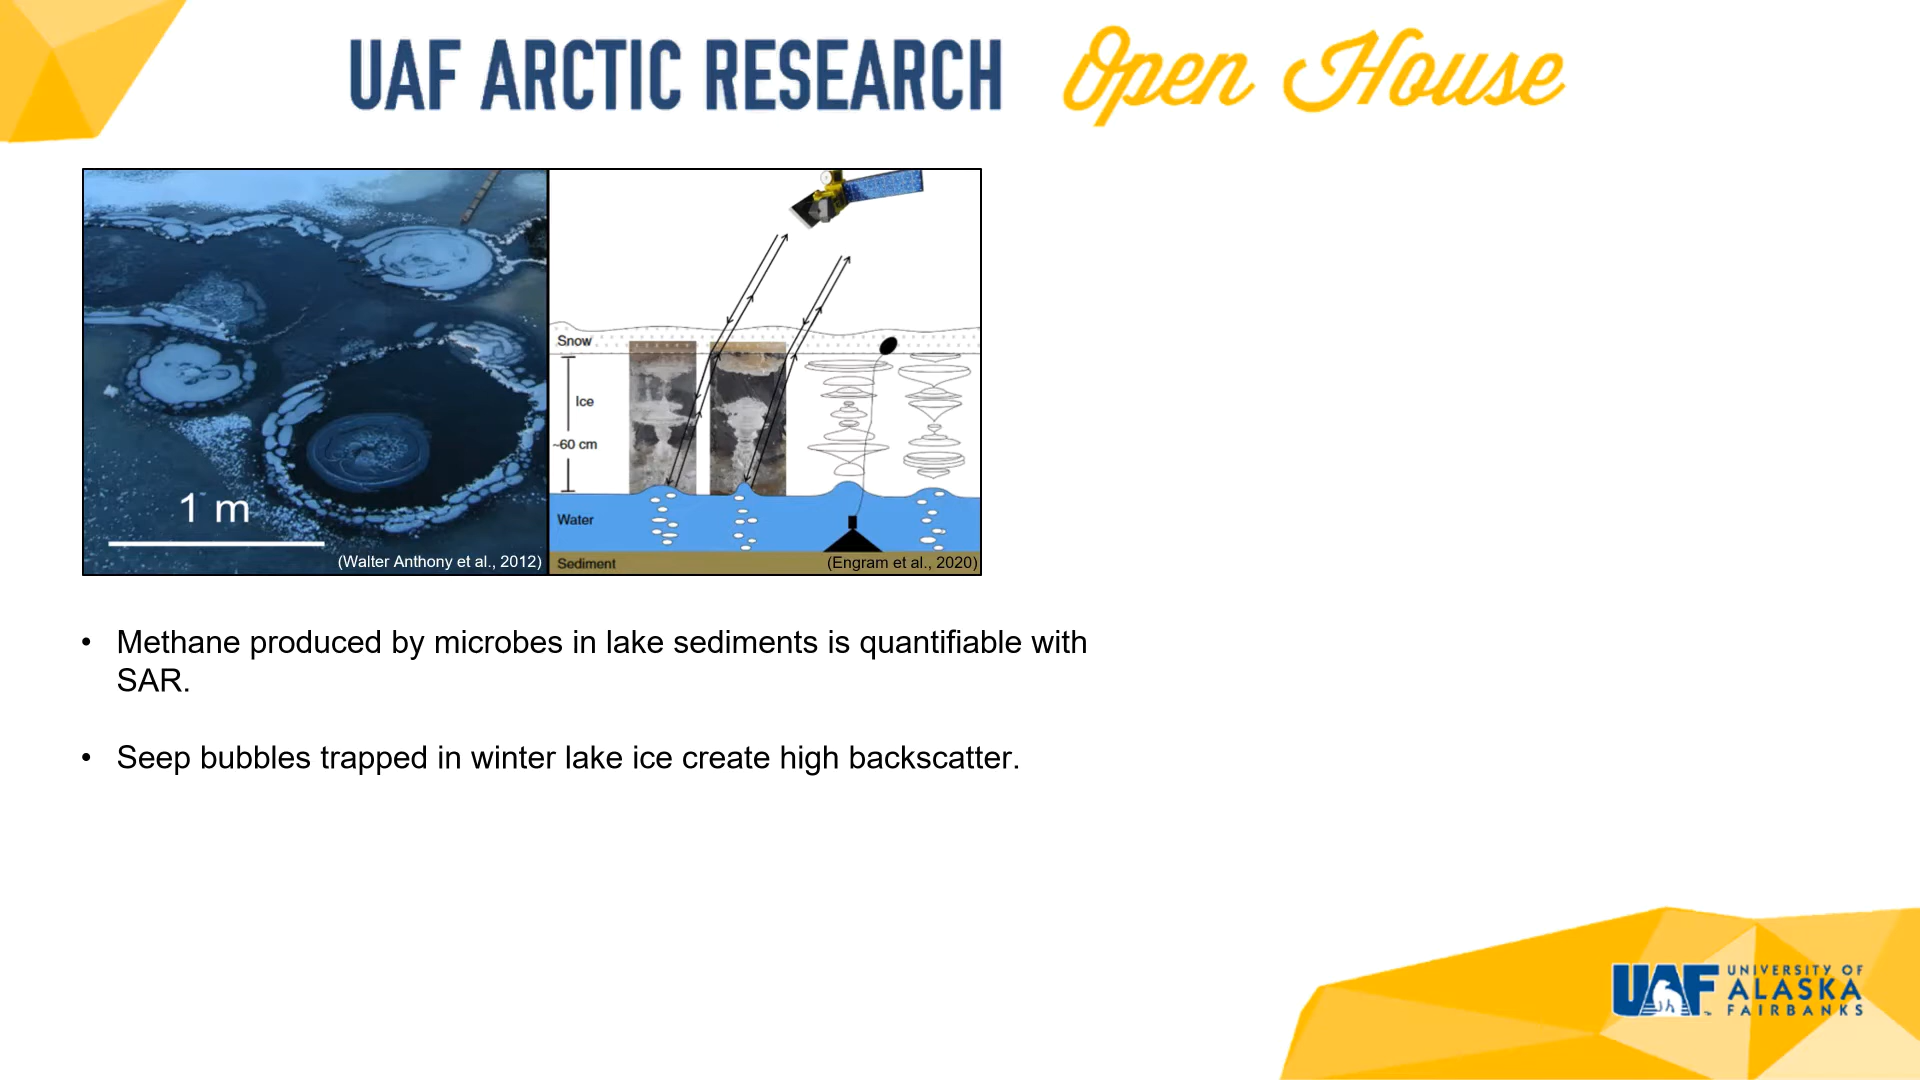 UAF ARCTIC RESEARCH Open House
1 m
(Walter Anthony et al., 2012)
Snow
Ice
~60 cm
Water
Sediment
(Engram et al., 2020)
• Methane produced by microbes in lake sediments is quantifiable with
SAR.
• Seep bubbles trapped in winter lake ice create high backscatter.
UAF
UNIVERSITY OF
ALASKA
FAIRBANKS